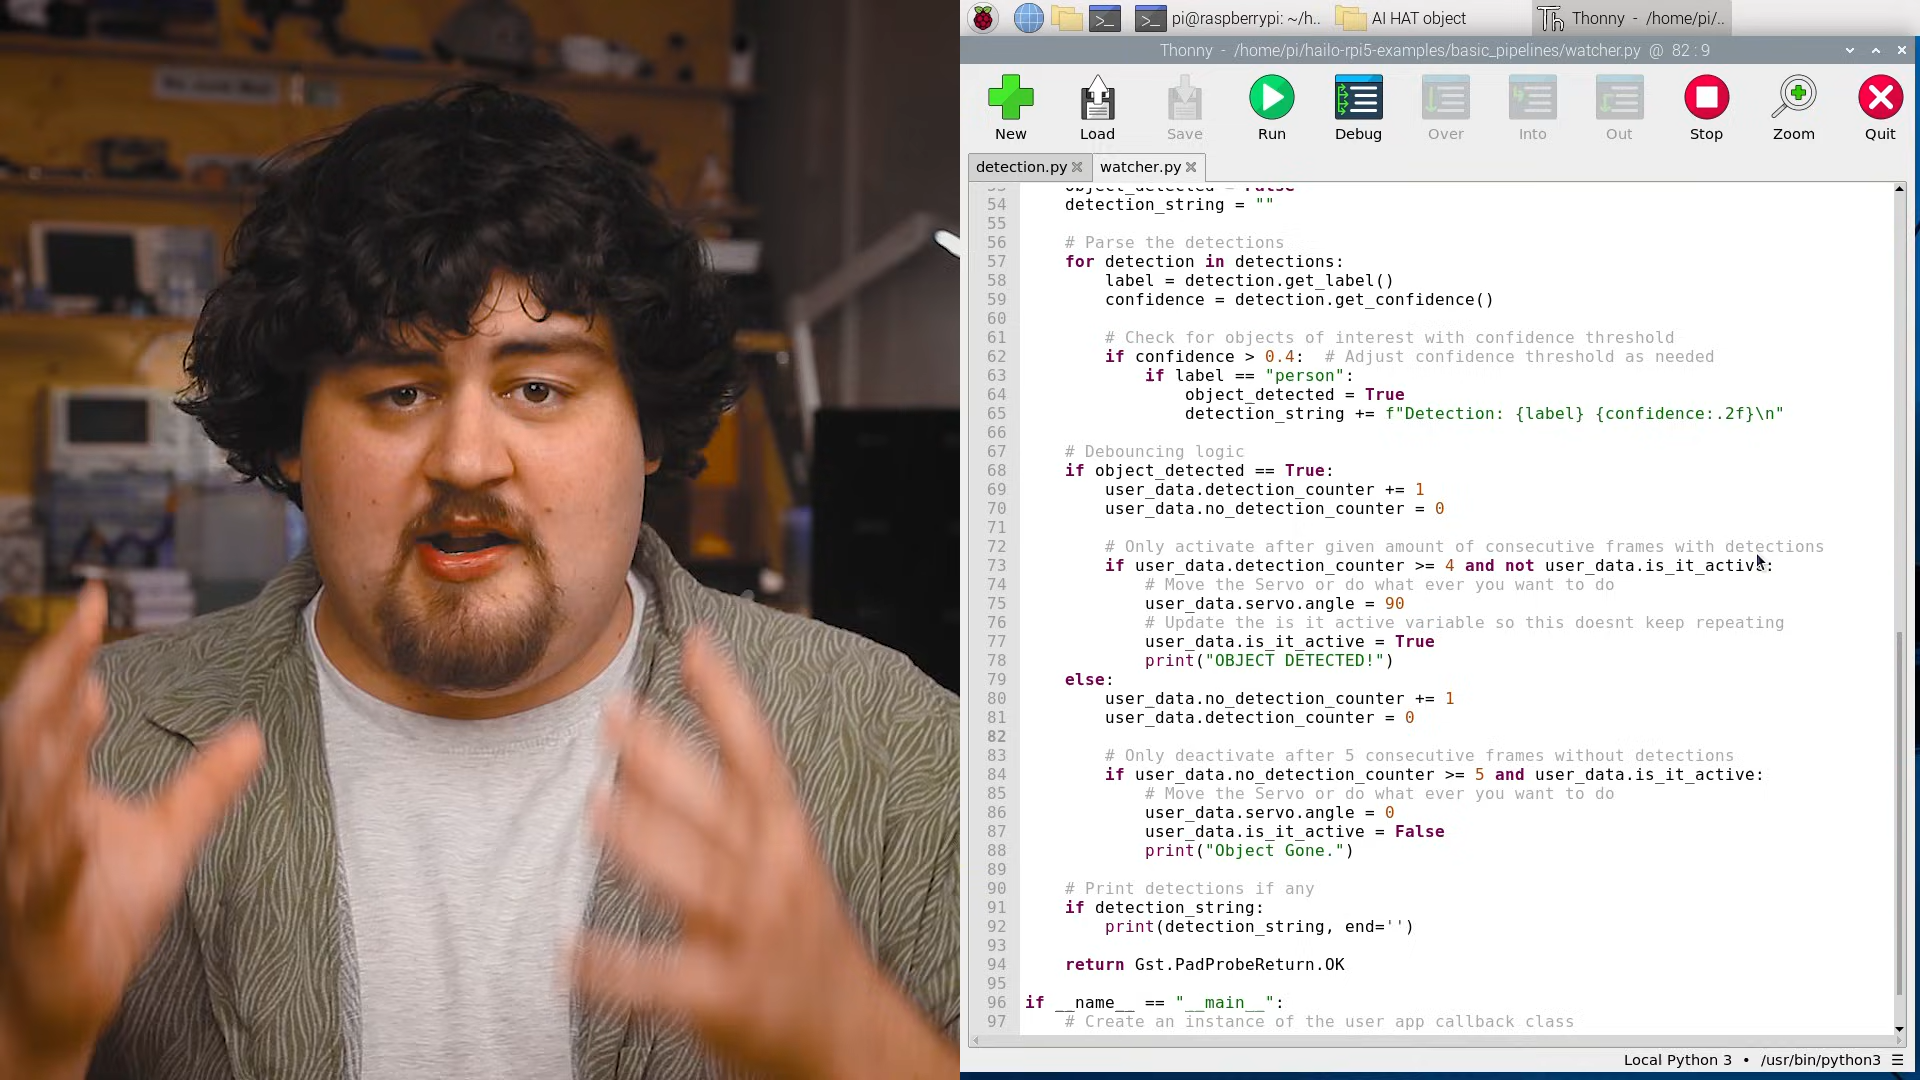 pi@raspberrypi: ~/h..
AI HAT object
Thonny - /home/pi/..
Thonny - /home/pi/hailo-rpi5-examples/basic_pipelines/watcher.py @ 82 : 9
New
Load
Save
Run
Debug
Over
Into
Out
Stop
Zoom
Quit
detection.py
watcher.py
53 object_detected = False
54 detection_string = ""
55
56 # Parse the detections
57 for detection in detections:
58 label = detection.get_label()
59 confidence = detection.get_confidence()
60
61 # Check for objects of interest with confidence threshold
62 if confidence > 0.4: # Adjust confidence threshold as needed
63 if label == "person":
64 object_detected = True
65 detection_string += f"Detection: {label} {confidence:.2f}\n"
66
67 # Debouncing logic
68 if object_detected == True:
69 user_data.detection_counter += 1
70 user_data.no_detection_counter = 0
71
72 # Only activate after given amount of consecutive frames with detections
73 if user_data.detection_counter >= 4 and not user_data.is_it_active:
74 # Move the Servo or do what ever you want to do
75 user_data.servo.angle = 90
76 # Update the is it active variable so this doesnt keep repeating
77 user_data.is_it_active = True
78 print("OBJECT DETECTED!")
79 else:
80 user_data.no_detection_counter += 1
81 user_data.detection_counter = 0
82
83 # Only deactivate after 5 consecutive frames without detections
84 if user_data.no_detection_counter >= 5 and user_data.is_it_active:
85 # Move the Servo or do what ever you want to do
86 user_data.servo.angle = 0
87 user_data.is_it_active = False
88 print("Object Gone.")
89
90 # Print detections if any
91 if detection_string:
92 print(detection_string, end='')
93
94 return Gst.PadProbeReturn.OK
95
96 if __name__ == "__main__":
97 # Create an instance of the user app callback class
Local Python 3 • /usr/bin/python3 ☰